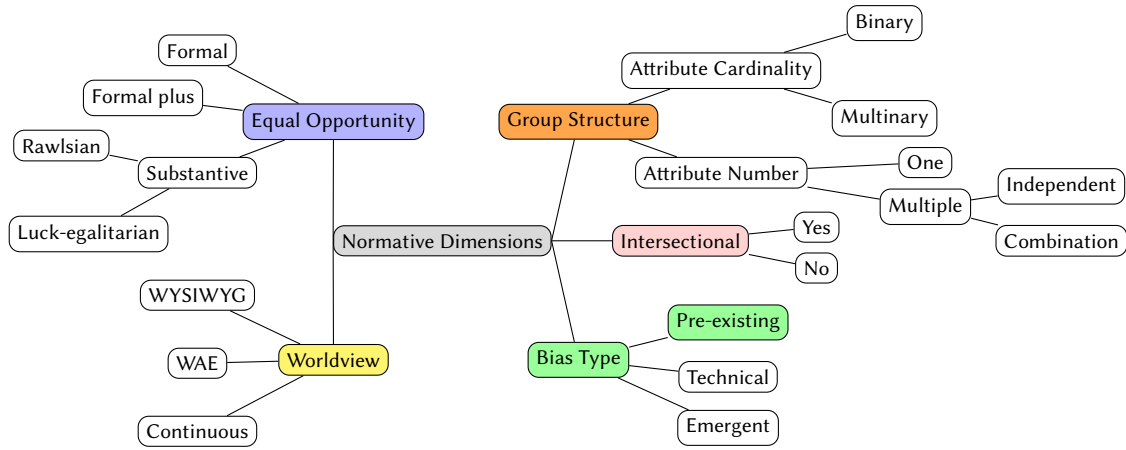 Formal
Formal plus
Equal Opportunity
Rawlsian
Substantive
Luck-egalitarian
Normative Dimensions
WYSIWYG
WAE
Worldview
Continuous
Binary
Attribute Cardinality
Multinary
Group Structure
Attribute Number
One
Multiple
Independent
Combination
Intersectional
Yes
No
Pre-existing
Bias Type
Technical
Emergent